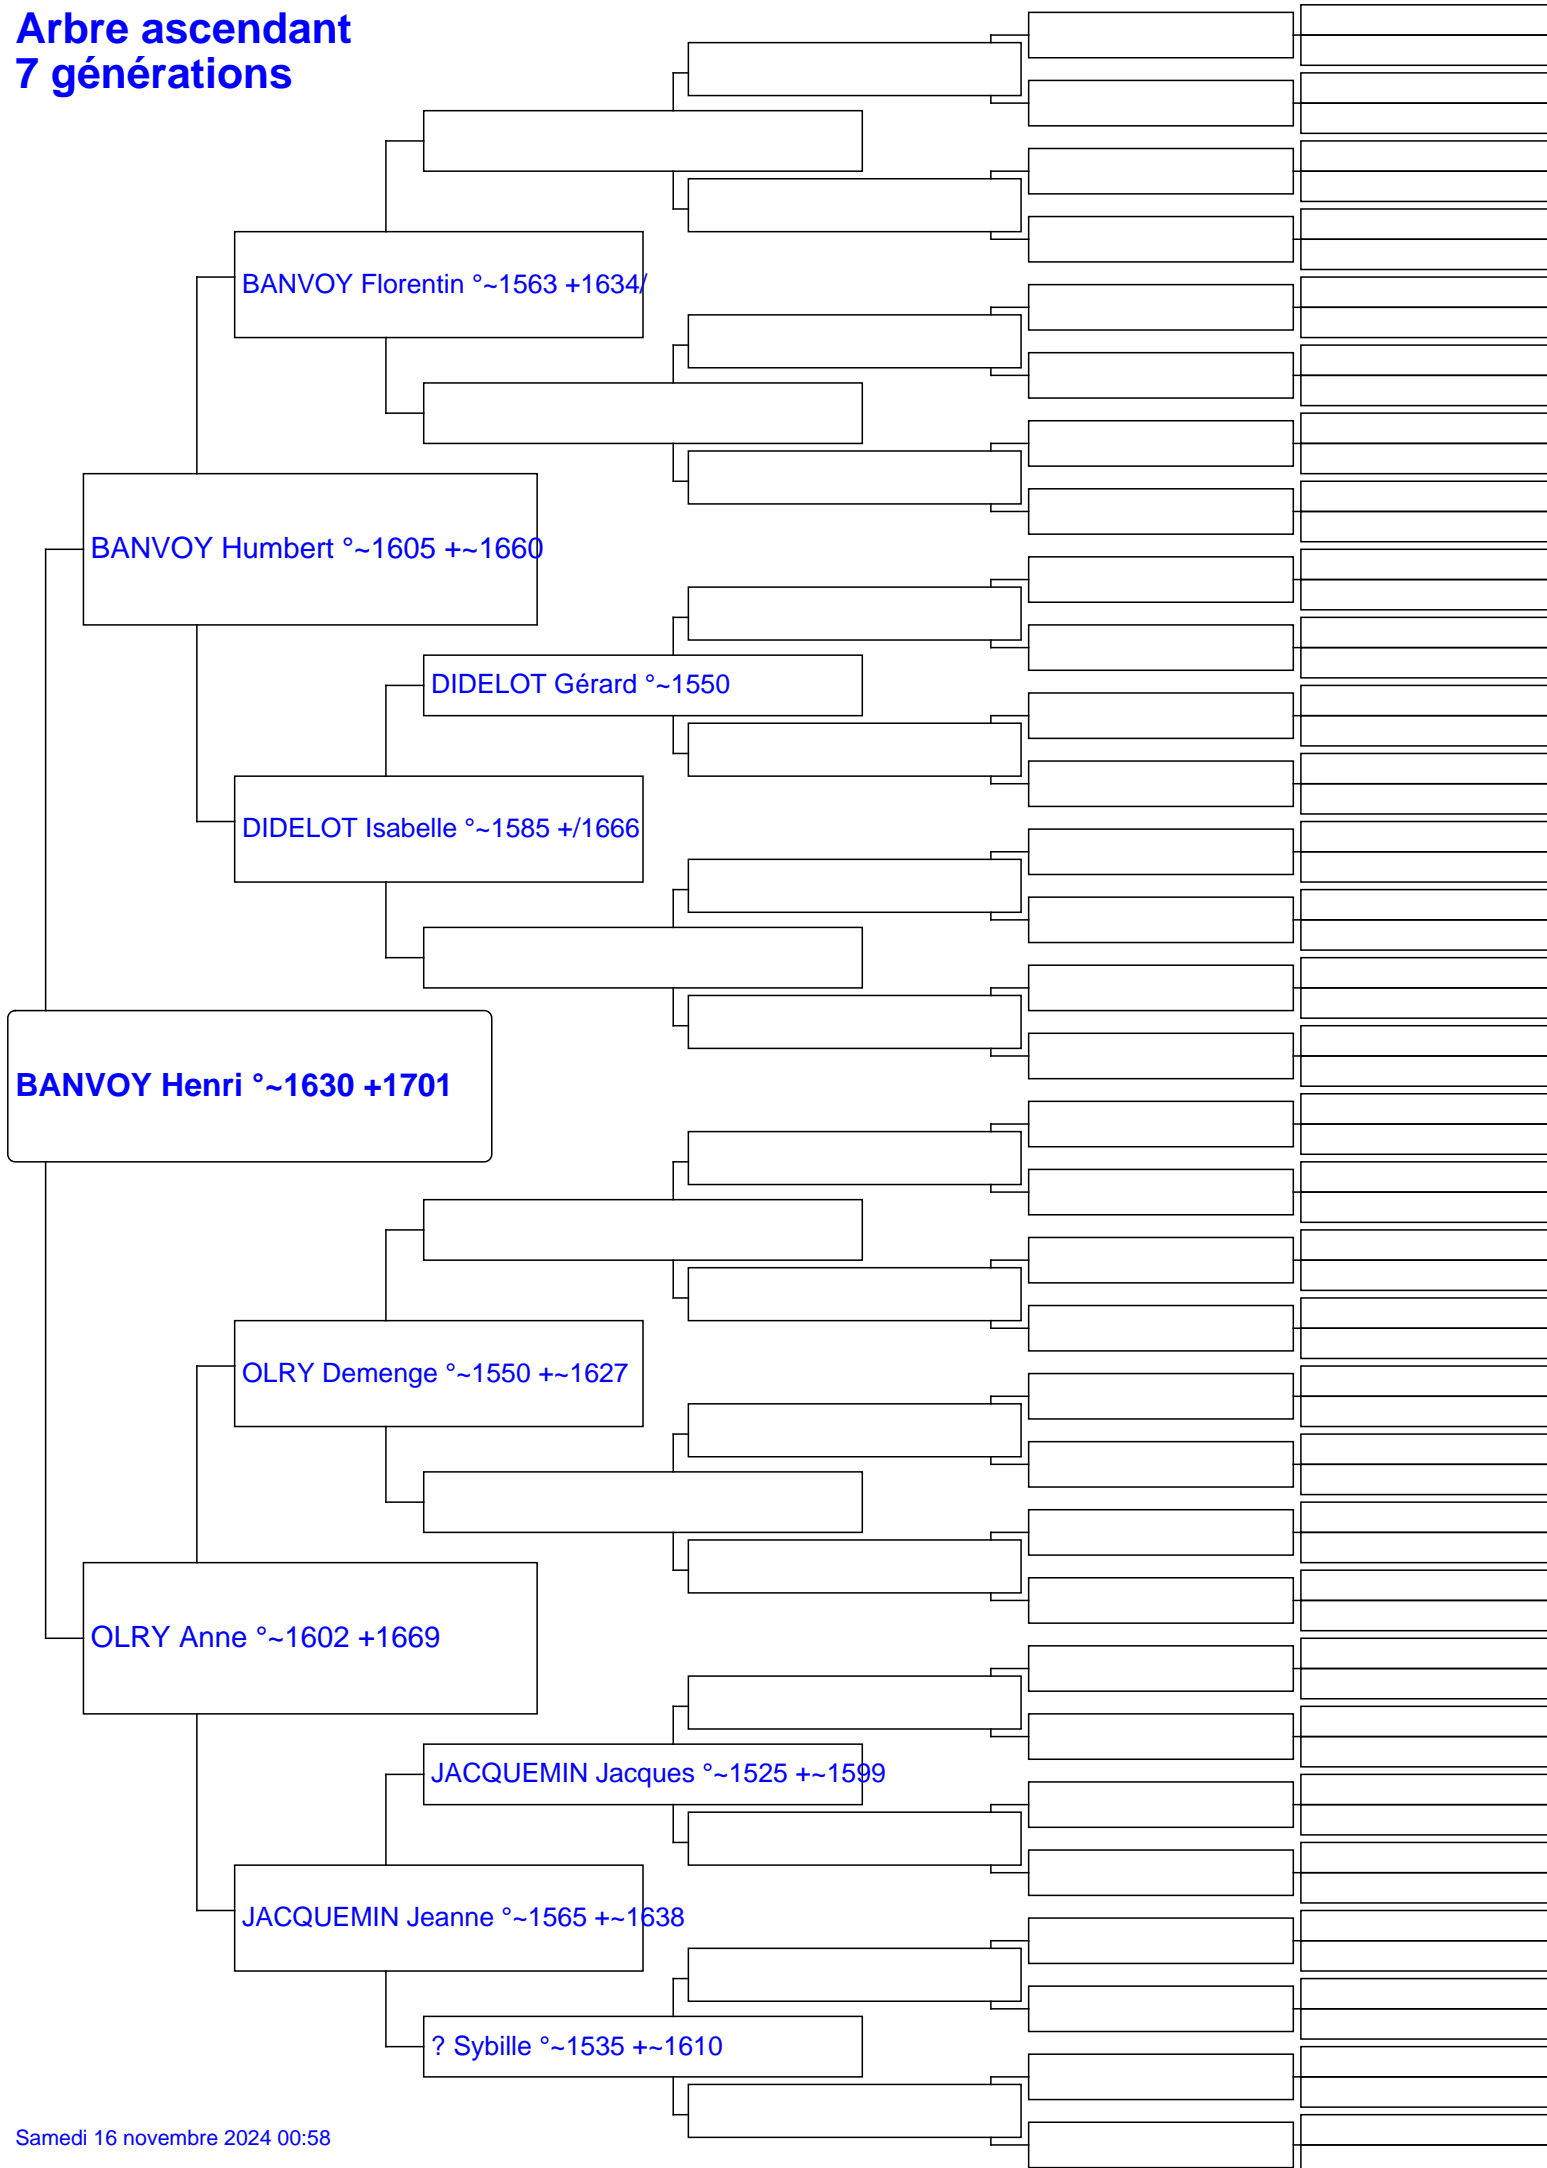 Arbre ascendant
7 générations
BANVOY Florentin °~1563 +1634/
BANVOY Humbert °~1605 +~1660
DIDELOT Gérard °~1550
DIDELOT Isabelle °~1585 +/1666
BANVOY Henri °~1630 +1701
OLRY Demenge °~1550 +~1627
OLRY Anne °~1602 +1669
JACQUEMIN Jacques °~1525 +~1599
JACQUEMIN Jeanne °~1565 +~1638
? Sybille °~1535 +~1610
Samedi 16 novembre 2024 00:58